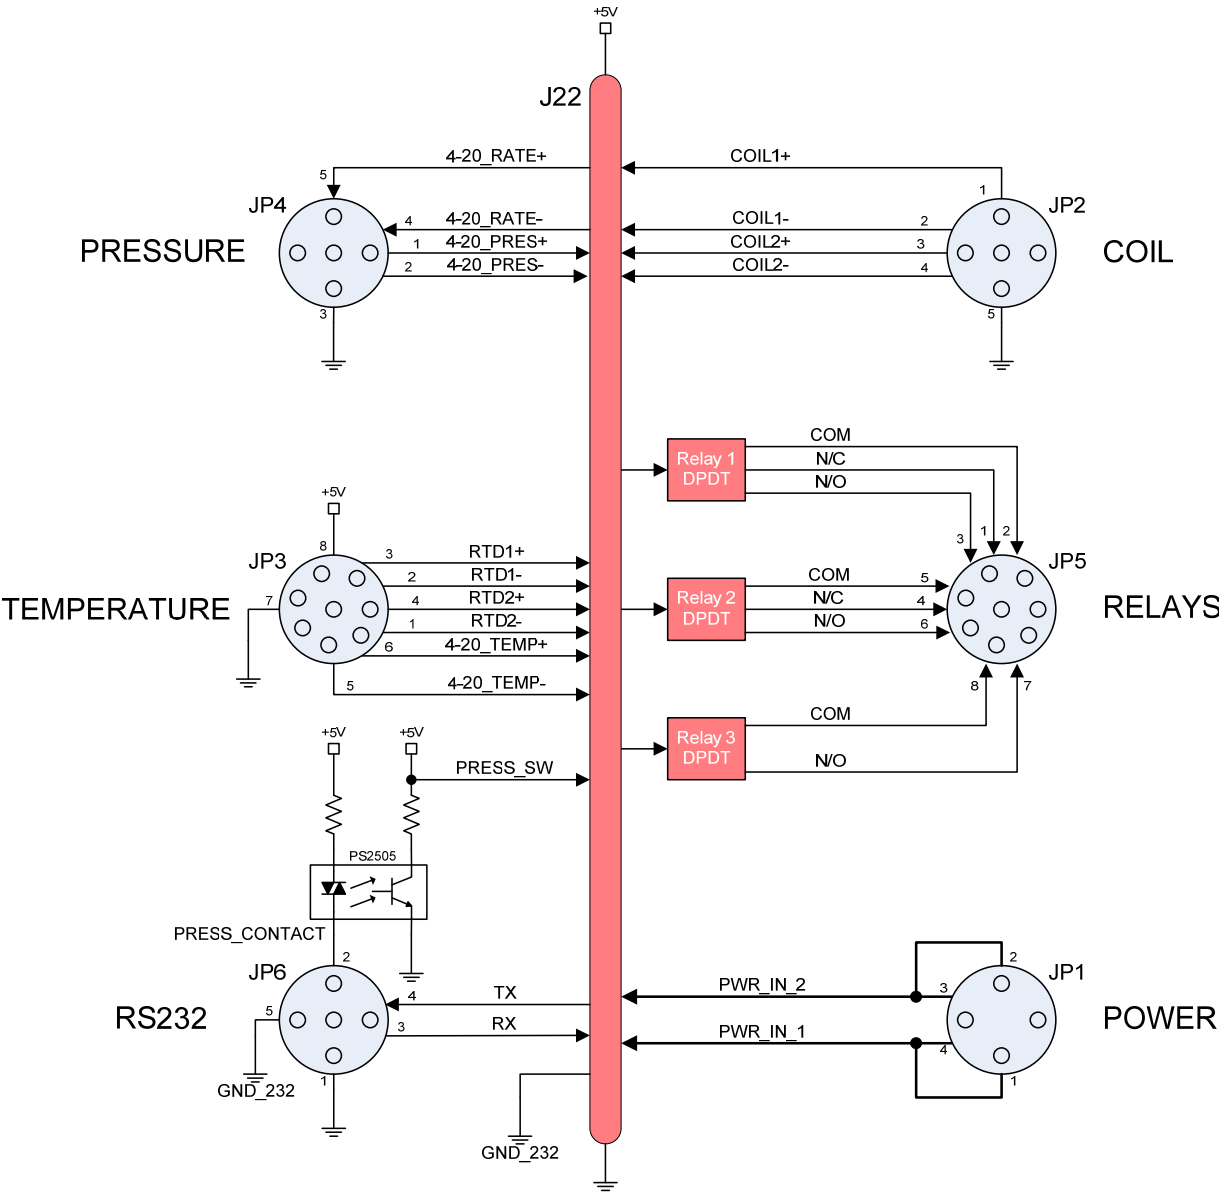 +5V
J22
4-20_RATE+
COIL1+
5
1
JP4
JP2
4
4-20_RATE-
COIL1-
2
PRESSURE
1
4-20_PRES+
COIL2+
3
COIL
2
4-20_PRES-
COIL2-
4
3
5
COM
Relay 1
DPDT
N/C
N/O
+5V
3
1
2
8
JP3
3
RTD1+
JP5
2
RTD1-
Relay 2
DPDT
COM
5
TEMPERATURE
7
4
RTD2+
N/C
4
RELAYS
1
RTD2-
N/O
6
6
4-20_TEMP+
5
4-20_TEMP-
8
7
COM
Relay 3
DPDT
+5V
+5V
N/O
PRESS_SW
PS2505
PRESS_CONTACT
2
2
JP6
JP1
4
TX
PWR_IN_2
3
RS232
5
3
RX
PWR_IN_1
4
POWER
1
1
GND_232
GND_232